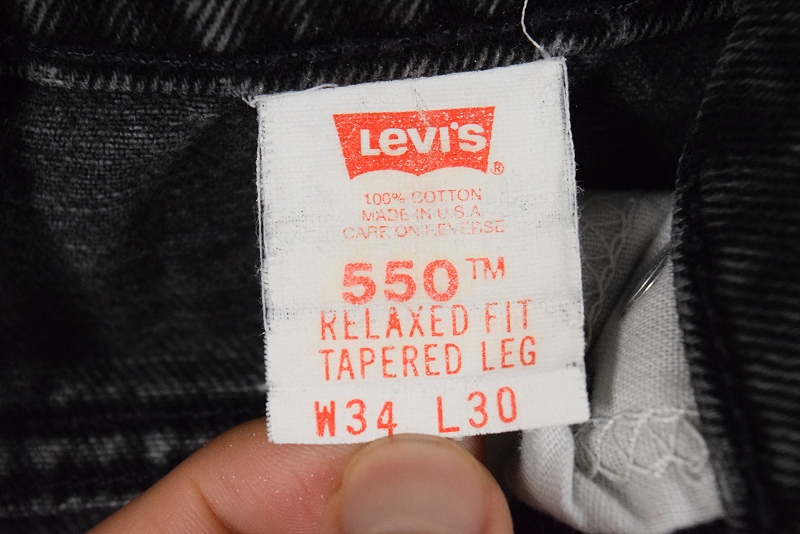 Levi's®
100% COTTON
MADE IN U.S.A
CARE ON REVERSE
550™
RELAXED FIT
TAPERED LEG
W34 L30